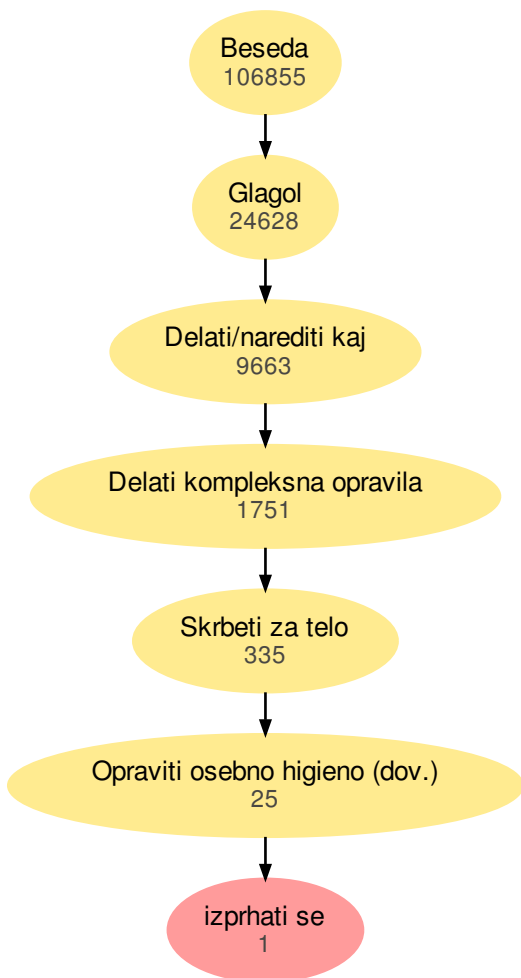 Beseda
106855
Glagol
24628
Delati/narediti kaj
9663
Delati kompleksna opravila
1751
Skrbeti za telo
335
Opraviti osebno higieno (dov.)
25
izprhati se
1